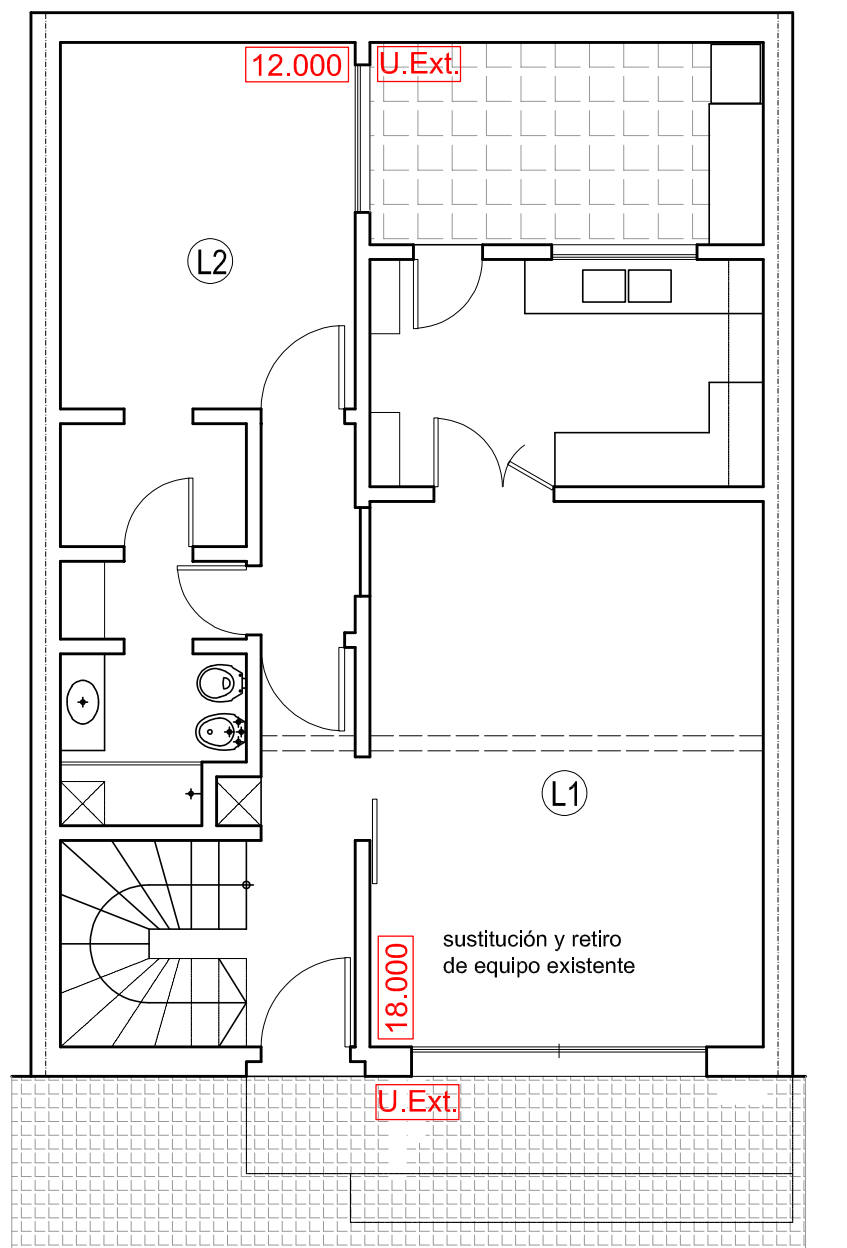 12.000
U.Ext.
L2
L1
sustitución y retiro
de equipo existente
18.000
U.Ext.